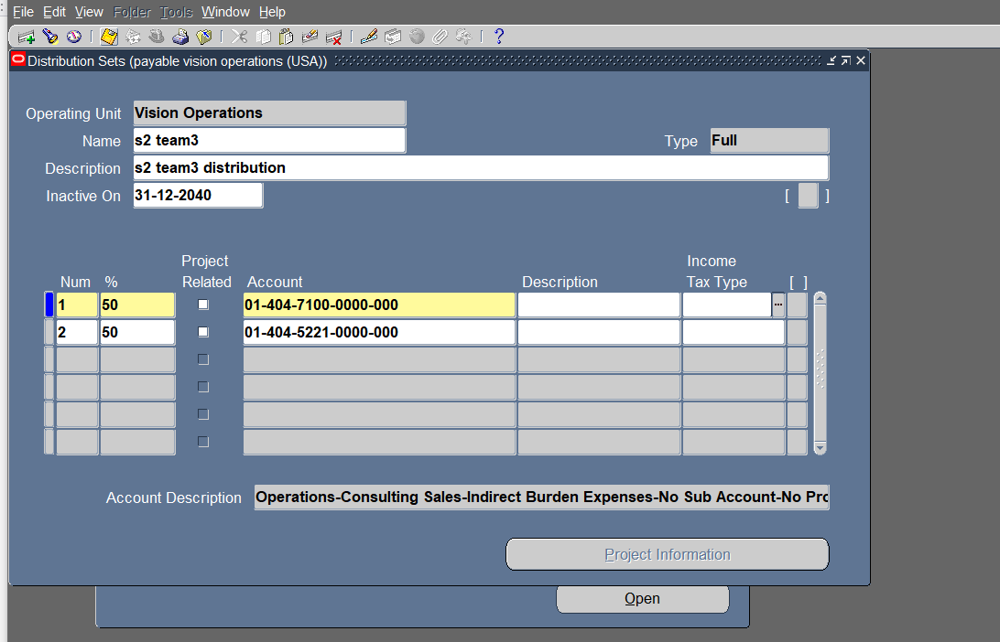 File Edit View Folder Tools Window Help
Distribution Sets (payable vision operations (USA))
Operating Unit Vision Operations
Name s2 team3 Type Full
Description s2 team3 distribution
Inactive On 31-12-2040 [ ]
Project Income
Num % Related Account Description Tax Type [ ]
1 50 01-404-7100-0000-000 ...
2 50 01-404-5221-0000-000
Account Description Operations-Consulting Sales-Indirect Burden Expenses-No Sub Account-No Pro
Project Information
Open